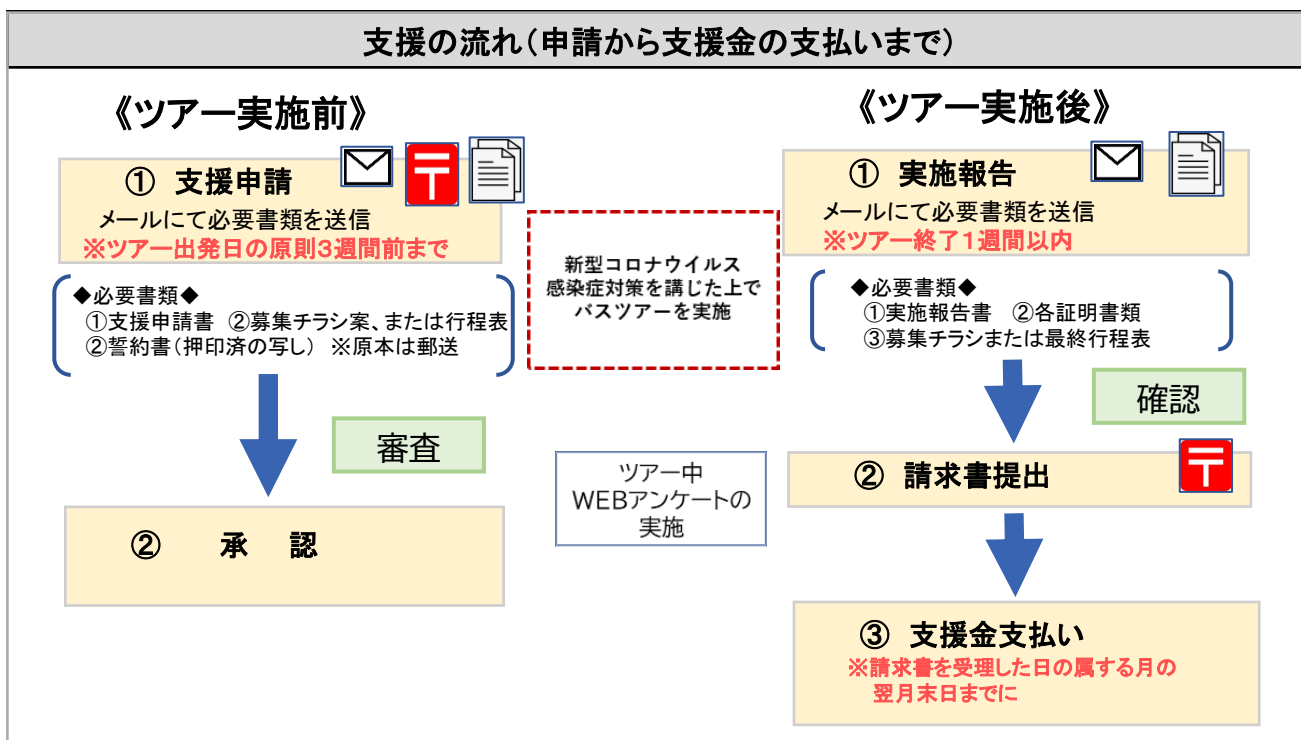 支援の流れ（申請から支援金の支払いまで）
《ツアー実施前》
① 支援申請
メールにて必要書類を送信
※ツアー出発日の原則３週間前まで
◆必要書類◆
①支援申請書 ②募集チラシ案、または行程表
②誓約書（押印済の写し） ※原本は郵送
審査
② 承 認
新型コロナウイルス
感染症対策を講じた上で
バスツアーを実施
ツアー中
WEBアンケートの
実施
《ツアー実施後》
① 実施報告
メールにて必要書類を送信
※ツアー終了１週間以内
◆必要書類◆
①実施報告書 ②各証明書類
③募集チラシまたは最終行程表
確認
② 請求書提出
③ 支援金支払い
※請求書を受理した日の属する月の
翌月末日までに